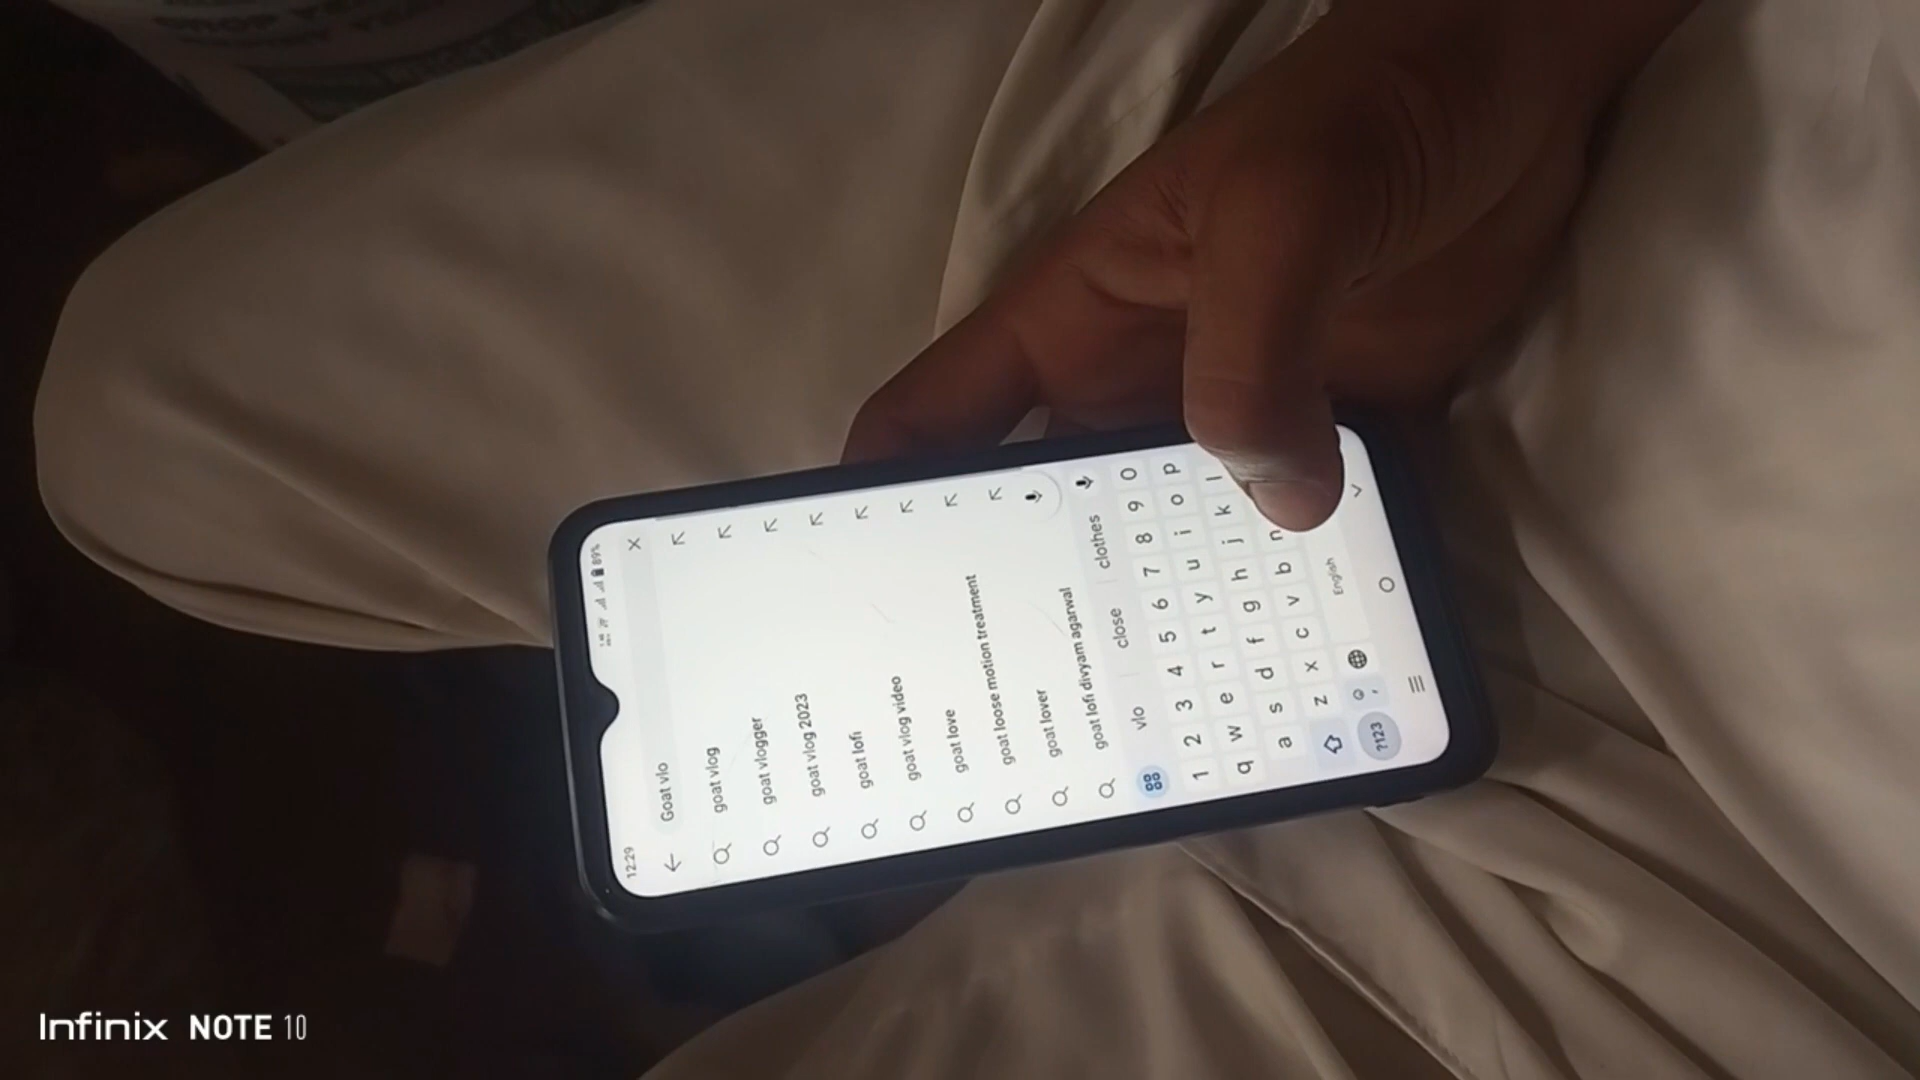 12:29
89%
Goat vlo
goat vlog
goat vlogger
goat vlog 2023
goat lofi
goat vlog video
goat love
goat loose motion treatment
goat lover
goat lofi divyam agarwal
vlo close clothes
1 2 3 4 5 6 7 8 9 0
q w e r t y u i o p
a s d f g h j k l
z x c v b n
?123 , English
Infinix NOTE 10